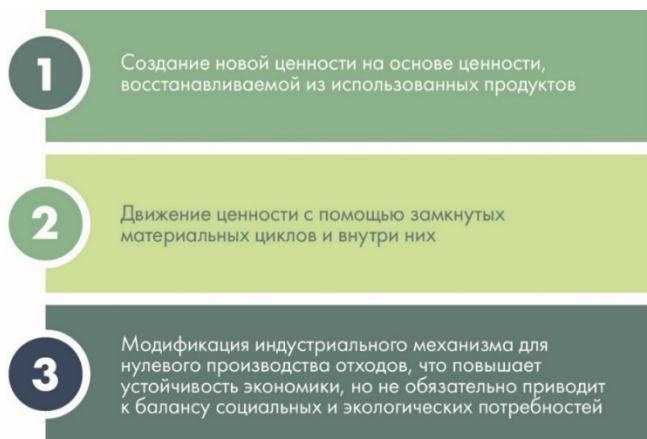 1
Создание новой ценности на основе ценности,
восстанавливаемой из использованных продуктов
2
Движение ценности с помощью замкнутых
материальных циклов и внутри них
3
Модификация индустриального механизма для
нулевого производства отходов, что повышает
устойчивость экономики, но не обязательно приводит
к балансу социальных и экологических потребностей